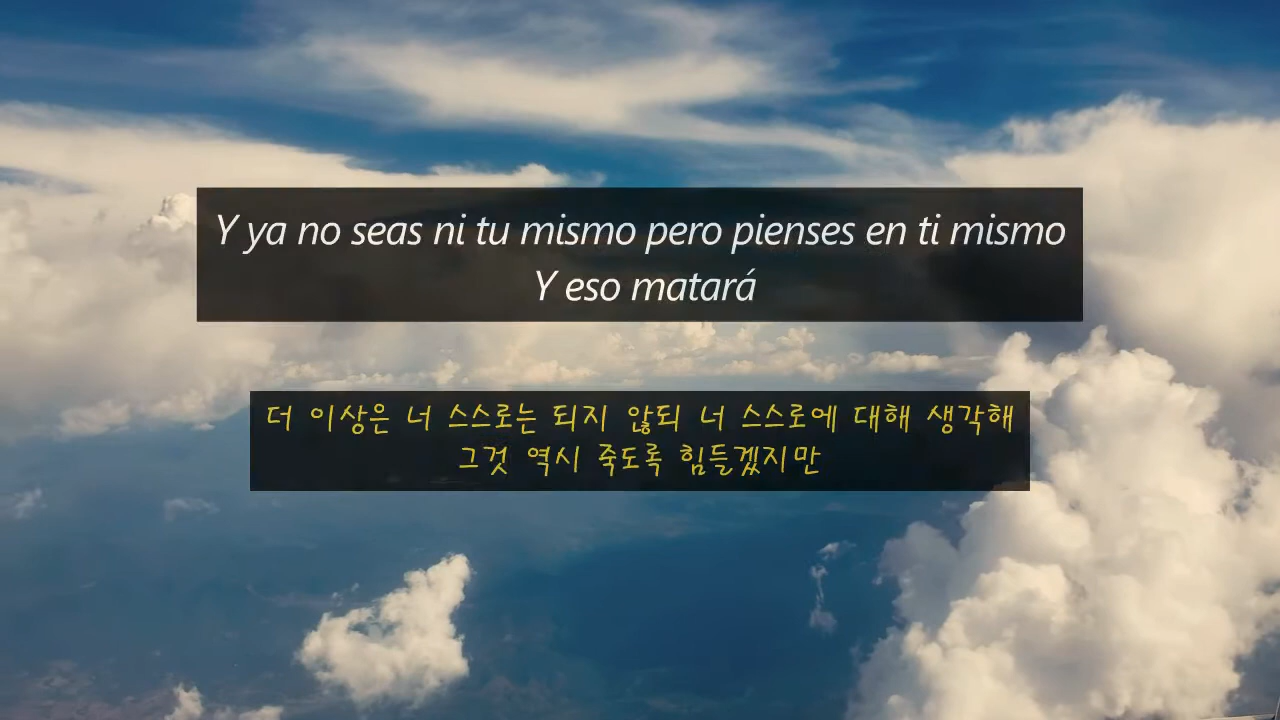 Y ya no seas ni tu mismo pero pienses en ti mismo
Y eso matará
더 이상은 너 스스로는 되지 않되 너 스스로에 대해 생각해
그것 역시 죽도록 힘들겠지만